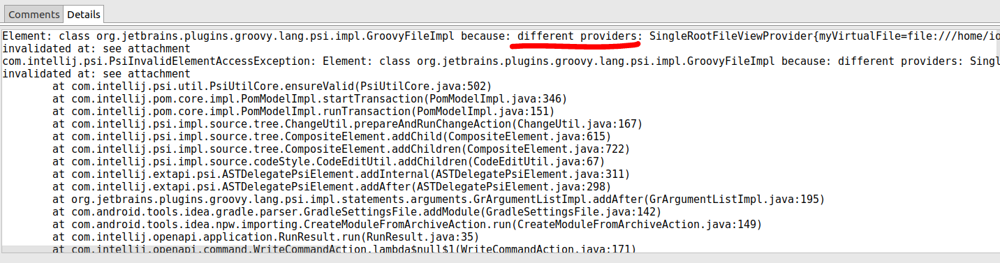 Comments Details
Element: class org.jetbrains.plugins.groovy.lang.psi.impl.GroovyFileImpl because: different providers: SingleRootFileViewProvider{myVirtualFile=file:///home/io
invalidated at: see attachment
com.intellij.psi.PsiInvalidElementAccessException: Element: class org.jetbrains.plugins.groovy.lang.psi.impl.GroovyFileImpl because: different providers: Singl
invalidated at: see attachment
at com.intellij.psi.util.PsiUtilCore.ensureValid(PsiUtilCore.java:502)
at com.intellij.pom.core.impl.PomModelImpl.startTransaction(PomModelImpl.java:346)
at com.intellij.pom.core.impl.PomModelImpl.runTransaction(PomModelImpl.java:151)
at com.intellij.psi.impl.source.tree.ChangeUtil.prepareAndRunChangeAction(ChangeUtil.java:167)
at com.intellij.psi.impl.source.tree.CompositeElement.addChild(CompositeElement.java:615)
at com.intellij.psi.impl.source.tree.CompositeElement.addChildren(CompositeElement.java:722)
at com.intellij.psi.impl.source.codeStyle.CodeEditUtil.addChildren(CodeEditUtil.java:67)
at com.intellij.extapi.psi.ASTDelegatePsiElement.addInternal(ASTDelegatePsiElement.java:311)
at com.intellij.extapi.psi.ASTDelegatePsiElement.addAfter(ASTDelegatePsiElement.java:298)
at org.jetbrains.plugins.groovy.lang.psi.impl.statements.arguments.GrArgumentListImpl.addAfter(GrArgumentListImpl.java:195)
at com.android.tools.idea.gradle.parser.GradleSettingsFile.addModule(GradleSettingsFile.java:142)
at com.android.tools.idea.npw.importing.CreateModuleFromArchiveAction.run(CreateModuleFromArchiveAction.java:149)
at com.intellij.openapi.application.RunResult.run(RunResult.java:35)
at com.intellij.openapi.command.WriteCommandAction.lambda$null$1(WriteCommandAction.java:171)